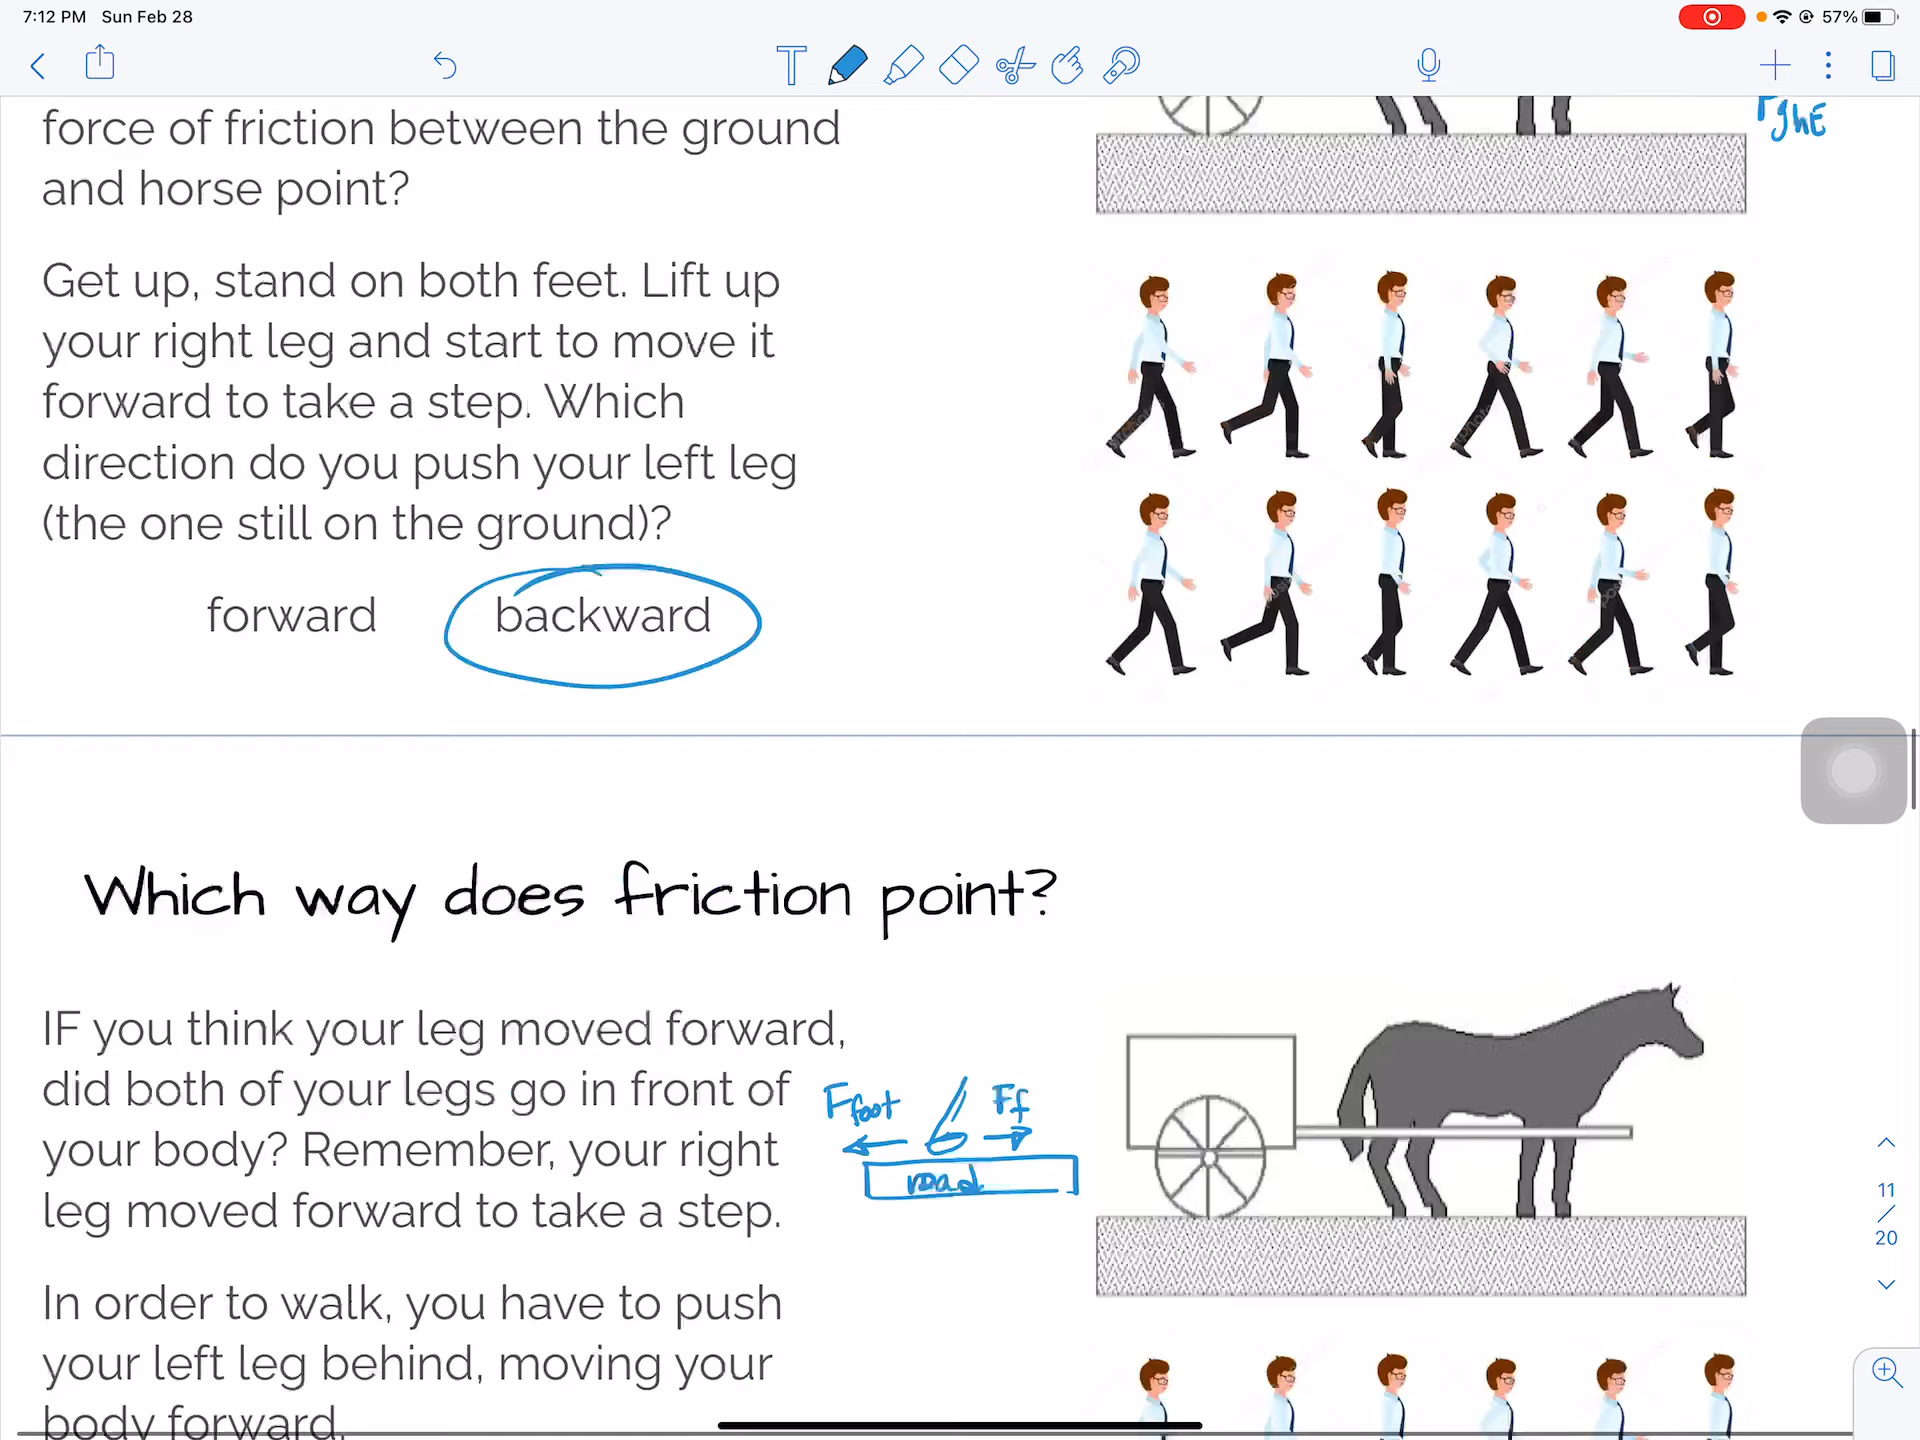 7:12 PM Sun Feb 28
57%
force of friction between the ground
and horse point?
FghE
Get up, stand on both feet. Lift up
your right leg and start to move it
forward to take a step. Which
direction do you push your left leg
(the one still on the ground)?
forward backward
Which way does friction point?
IF you think your leg moved forward,
did both of your legs go in front of
your body? Remember, your right
leg moved forward to take a step.
Ffoot Ff
road
In order to walk, you have to push
your left leg behind, moving your
body forward.
11
/
20